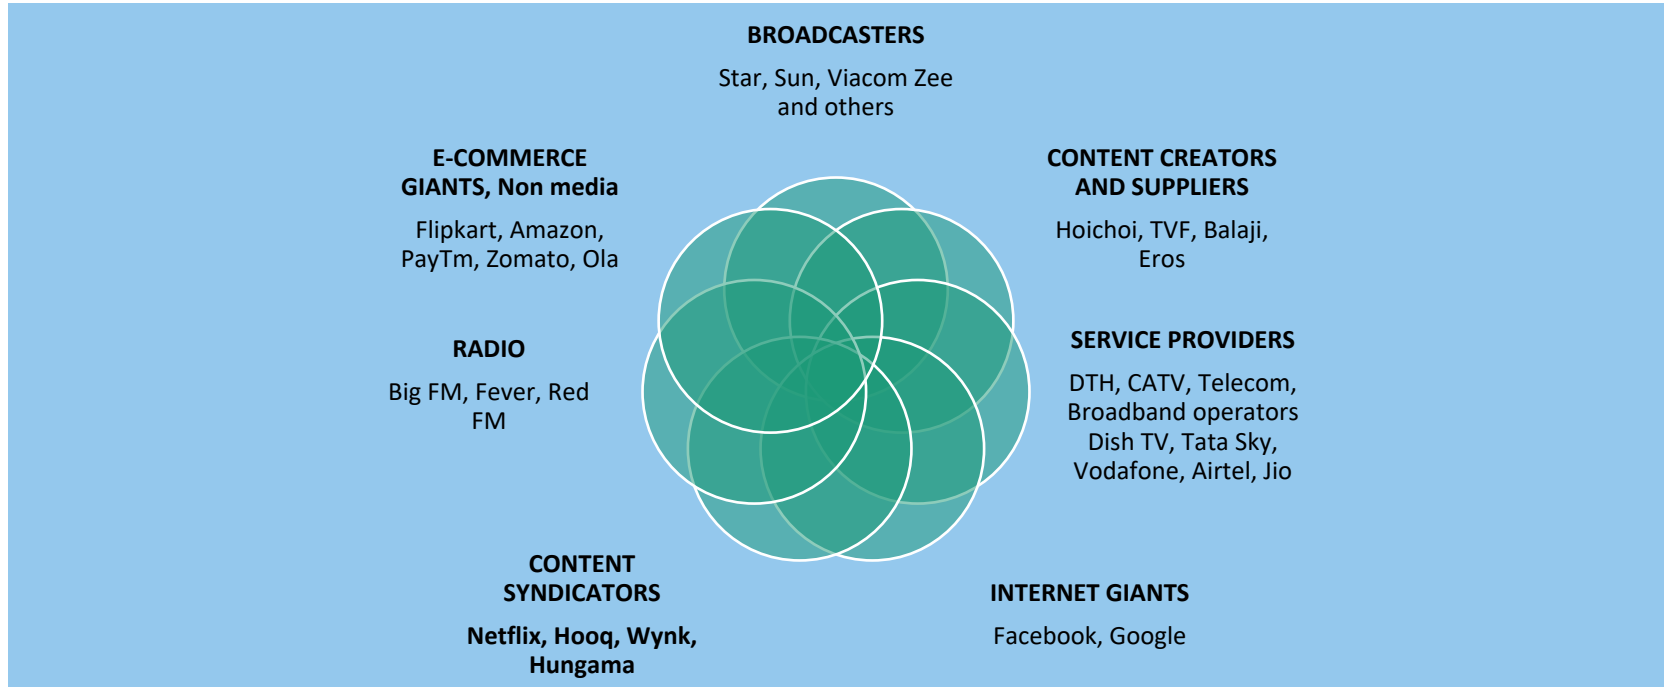 BROADCASTERS
Star, Sun, Viacom Zee
and others
E-COMMERCE
GIANTS, Non media
Flipkart, Amazon,
PayTm, Zomato, Ola
CONTENT CREATORS
AND SUPPLIERS
Hoichoi, TVF, Balaji,
Eros
RADIO
Big FM, Fever, Red
FM
SERVICE PROVIDERS
DTH, CATV, Telecom,
Broadband operators
Dish TV, Tata Sky,
Vodafone, Airtel, Jio
CONTENT
SYNDICATORS
Netflix, Hooq, Wynk,
Hungama
INTERNET GIANTS
Facebook, Google